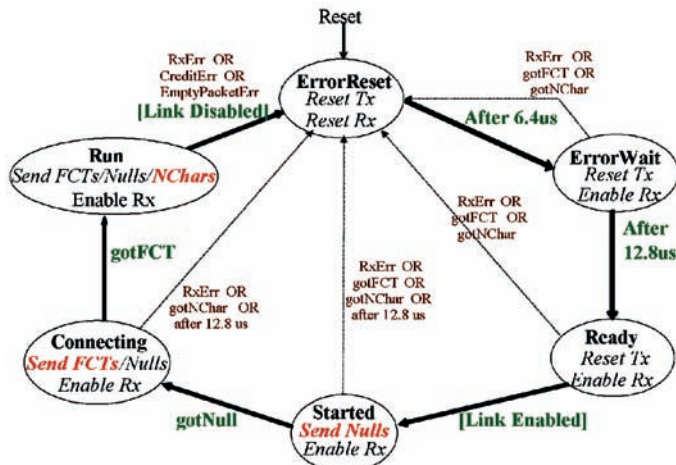 Reset
RxErr OR
CreditErr OR
EmptyPacketErr
[Link Disabled]
ErrorReset
Reset Tx
Reset Rx
RxErr OR
gotFCT OR
gotNChar
After 6.4us
ErrorWait
Reset Tx
Enable Rx
Run
Send FCTs/Nulls/NChars
Enable Rx
After
12.8us
gotFCT
RxErr OR
gotNChar OR
after 12.8 us
RxErr OR
gotFCT OR
gotNChar OR
after 12.8 us
RxErr OR
gotFCT OR
gotNChar
Connecting
Send FCTs/Nulls
Enable Rx
Ready
Reset Tx
Enable Rx
gotNull
Started
Send Nulls
Enable Rx
[Link Enabled]